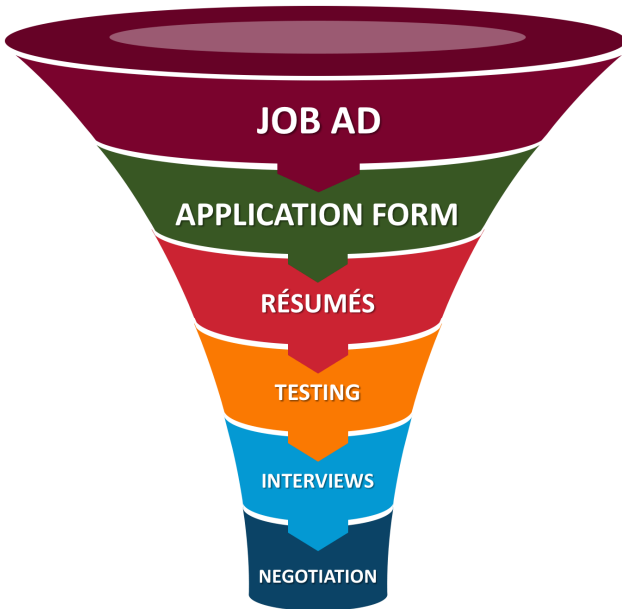 JOB AD
APPLICATION FORM
RÉSUMÉS
TESTING
INTERVIEWS
NEGOTIATION